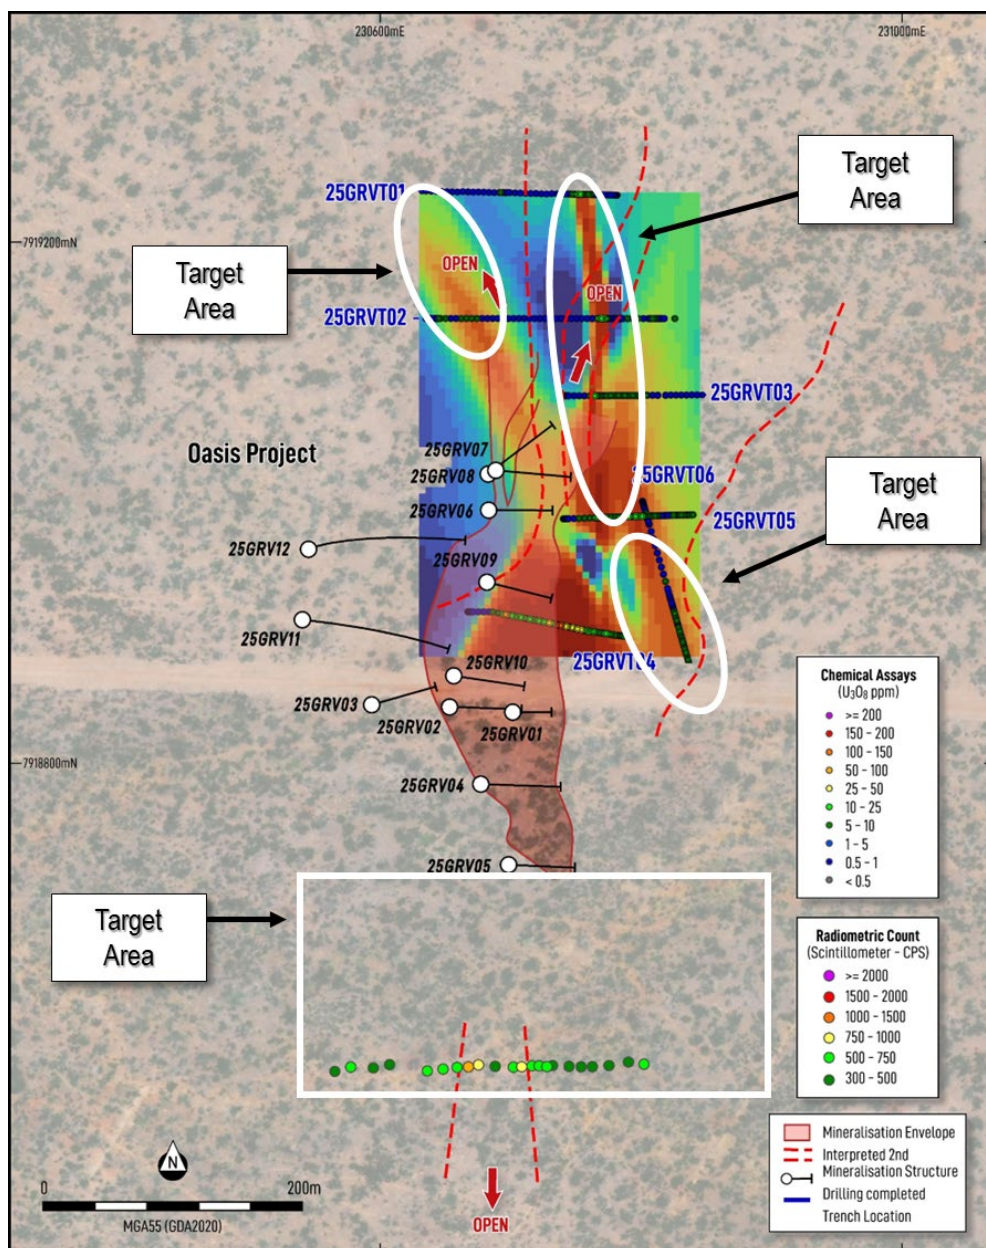 230600mE
231000mE
Target
Area
25GRVT01
7919200mN
OPEN
Target
Area
OPEN
25GRVT02
25GRVT03
25GRV07
25GRV08
Oasis Project
25GRVT06
Target
Area
25GRV06
25GRVT05
25GRV12
25GRV09
25GRV11
25GRVT04
25GRV10
25GRV03
25GRV02
25GRV01
7918800mN
25GRV04
25GRV05
Chemical Assays
(U₃O₈ ppm)
>= 200
150 - 200
100 - 150
50 - 100
25 - 50
10 - 25
5 - 10
1 - 5
0.5 - 1
< 0.5
Target
Area
Radiometric Count
(Scintillometer - CPS)
>= 2000
1500 - 2000
1000 - 1500
750 - 1000
500 - 750
300 - 500
Mineralisation Envelope
Interpreted 2nd
Mineralisation Structure
Drilling completed
Trench Location
N
0
200m
MGA55 (GDA2020)
OPEN